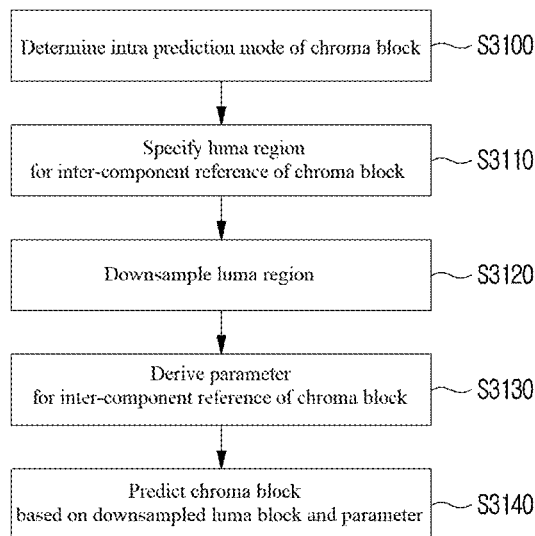 Determine intra prediction mode of chroma block
S3100
Specify luma region
for inter-component reference of chroma block
S3110
Downsample luma region
S3120
Derive parameter
for inter-component reference of chroma block
S3130
Predict chroma block
based on downsampled luma block and parameter
S3140